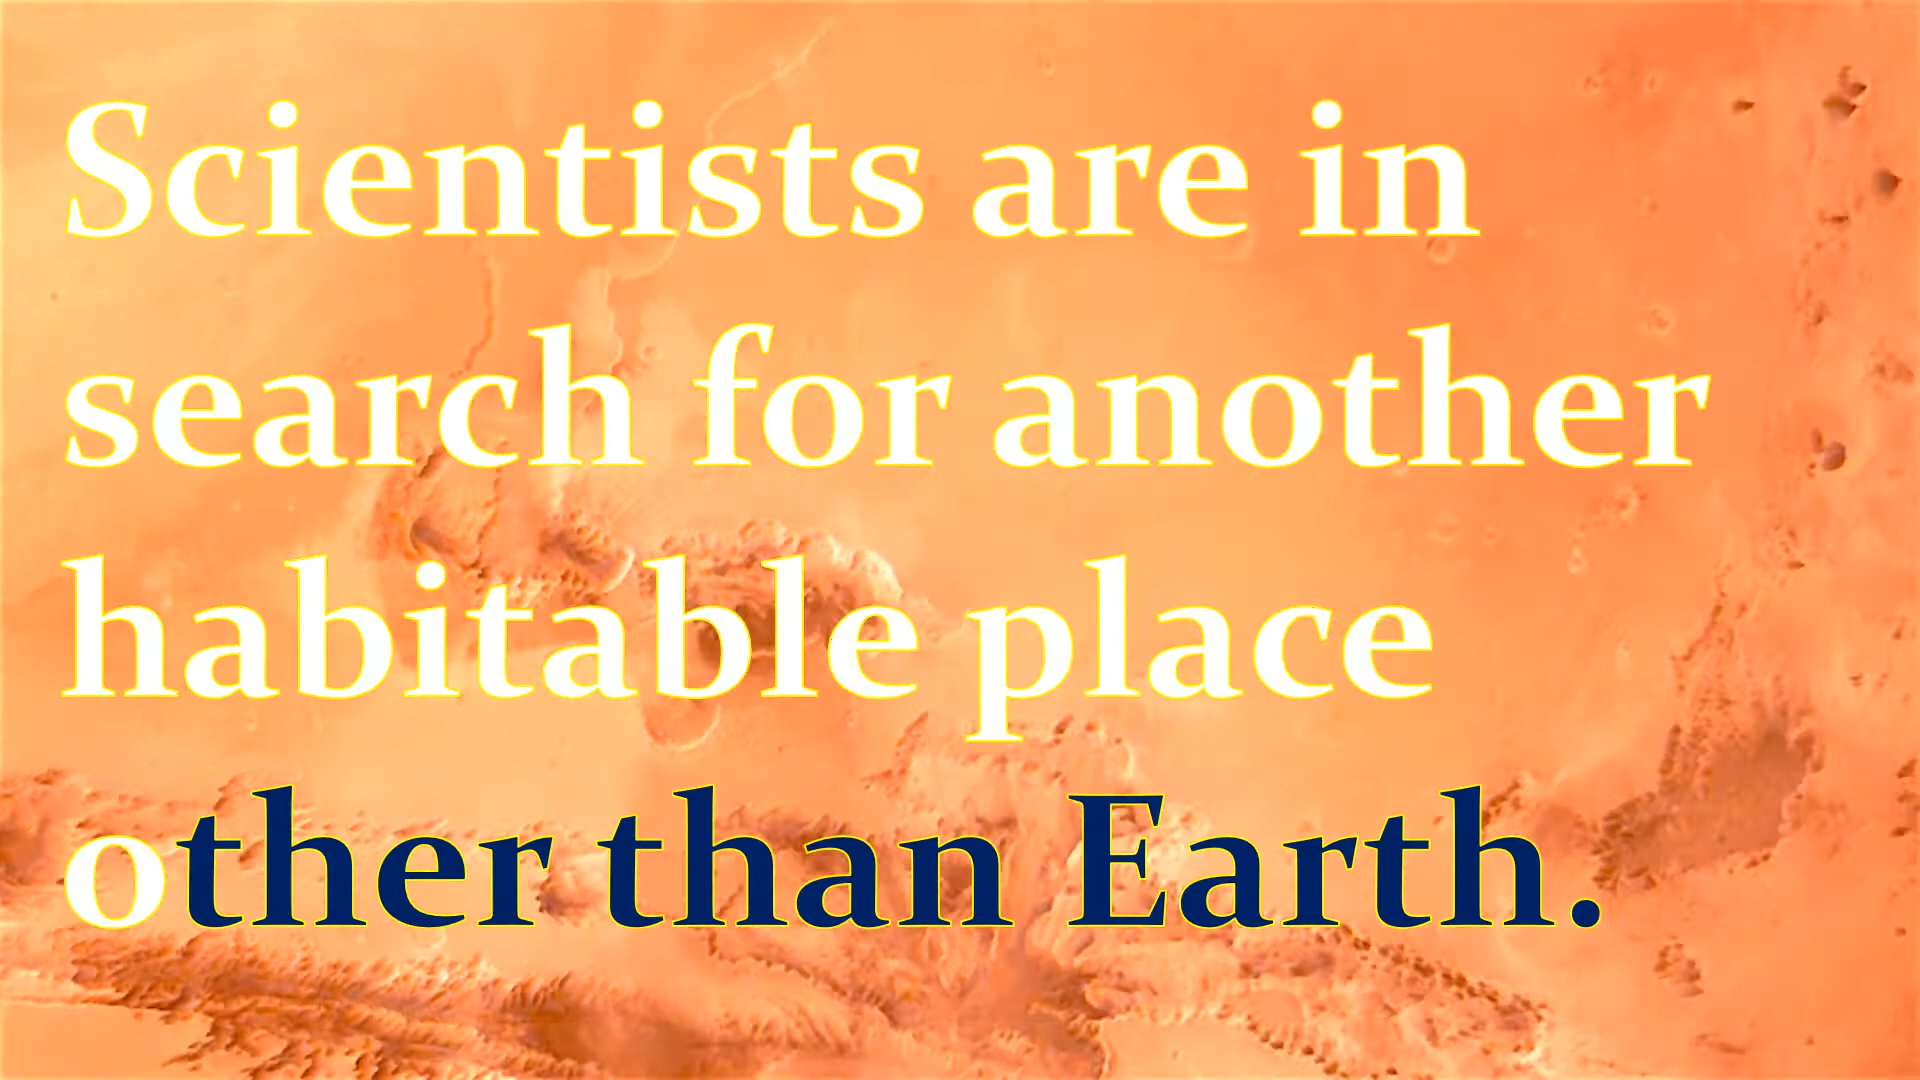 Scientists are in
search for another
habitable place
other than Earth.